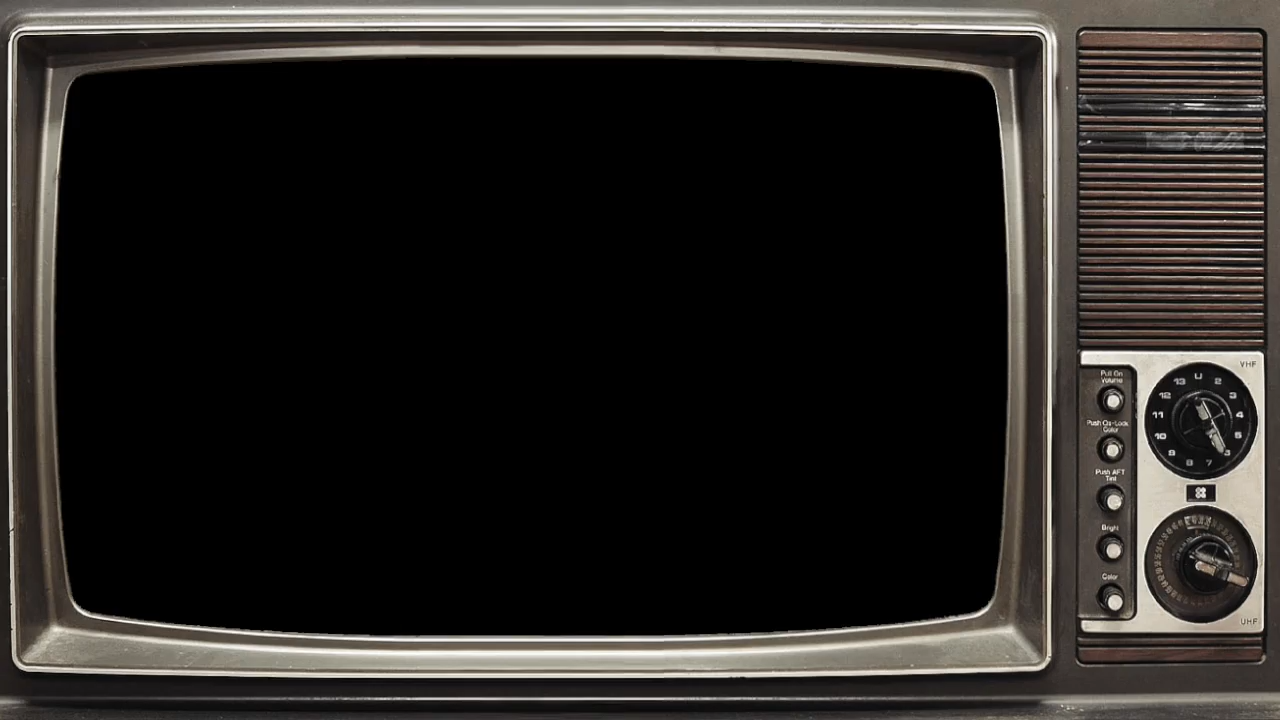 VHF
Pull On
Volume
Push On-Lock
Color
Push AFT
Tint
Bright
Color
U
2
3
4
5
7
8
9
10
11
12
13
UHF